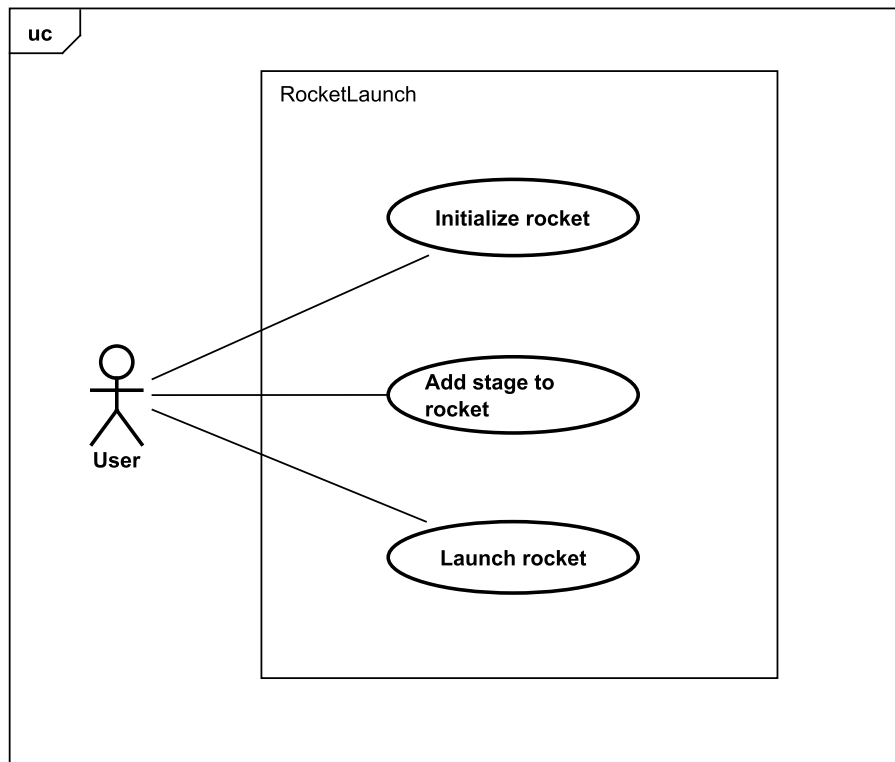 uc
RocketLaunch
Initialize rocket
Add stage to
rocket
User
Launch rocket